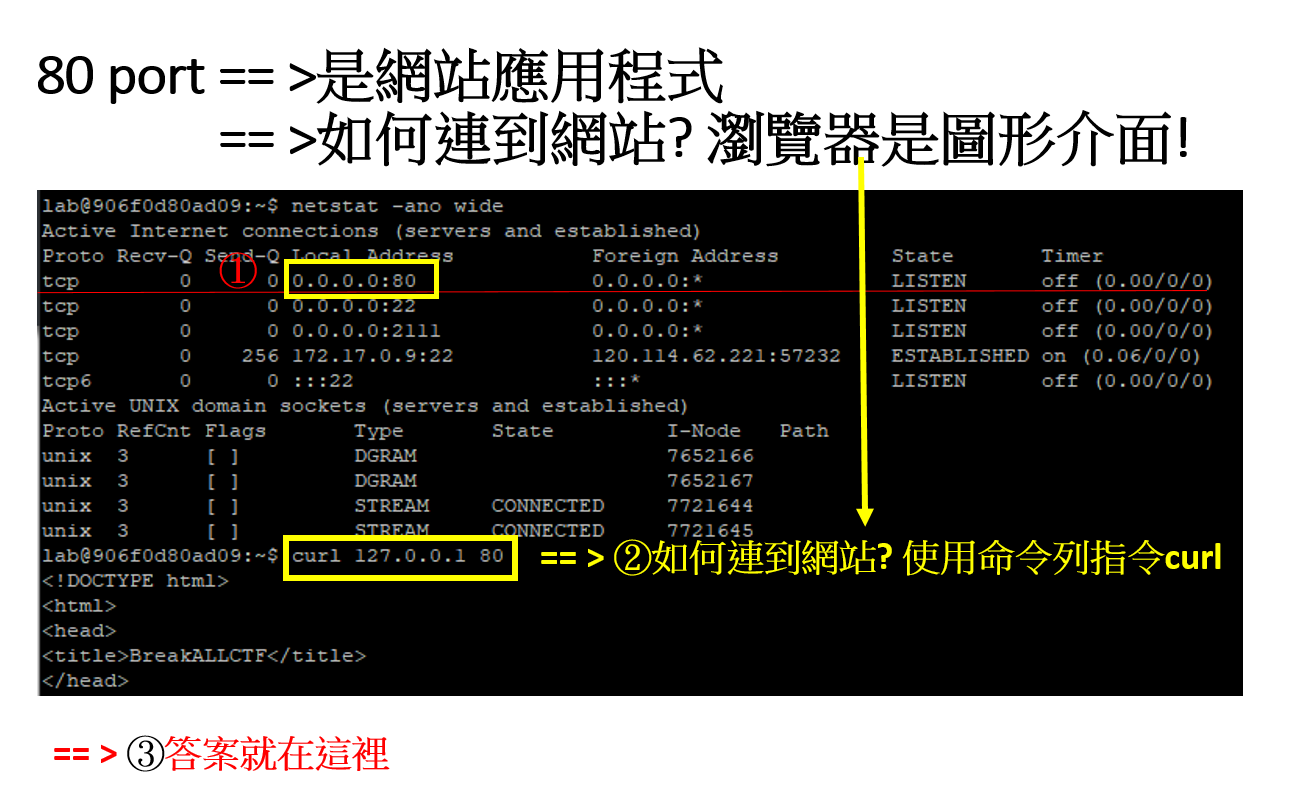 80 port == >是網站應用程式
== >如何連到網站? 瀏覽器是圖形介面!
lab@906f0d80ad09:~$ netstat -ano wide
Active Internet connections (servers and established)
Proto Recv-Q Send-Q Local Address Foreign Address State Timer
tcp 0 ① 0 0.0.0.0:80 0.0.0.0:* LISTEN off (0.00/0/0)
tcp 0 0 0.0.0.0:22 0.0.0.0:* LISTEN off (0.00/0/0)
tcp 0 0 0.0.0.0:2111 0.0.0.0:* LISTEN off (0.00/0/0)
tcp 0 256 172.17.0.9:22 120.114.62.221:57232 ESTABLISHED on (0.06/0/0)
tcp6 0 0 :::22 :::* LISTEN off (0.00/0/0)
Active UNIX domain sockets (servers and established)
Proto RefCnt Flags Type State I-Node Path
unix 3 [ ] DGRAM 7652166
unix 3 [ ] DGRAM 7652167
unix 3 [ ] STREAM CONNECTED 7721644
unix 3 [ ] STREAM CONNECTED 7721645
lab@906f0d80ad09:~$ curl 127.0.0.1 80 == > ②如何連到網站? 使用命令列指令curl
<!DOCTYPE html>
<html>
<head>
<title>BreakALLCTF</title>
</head>
== > ③答案就在這裡